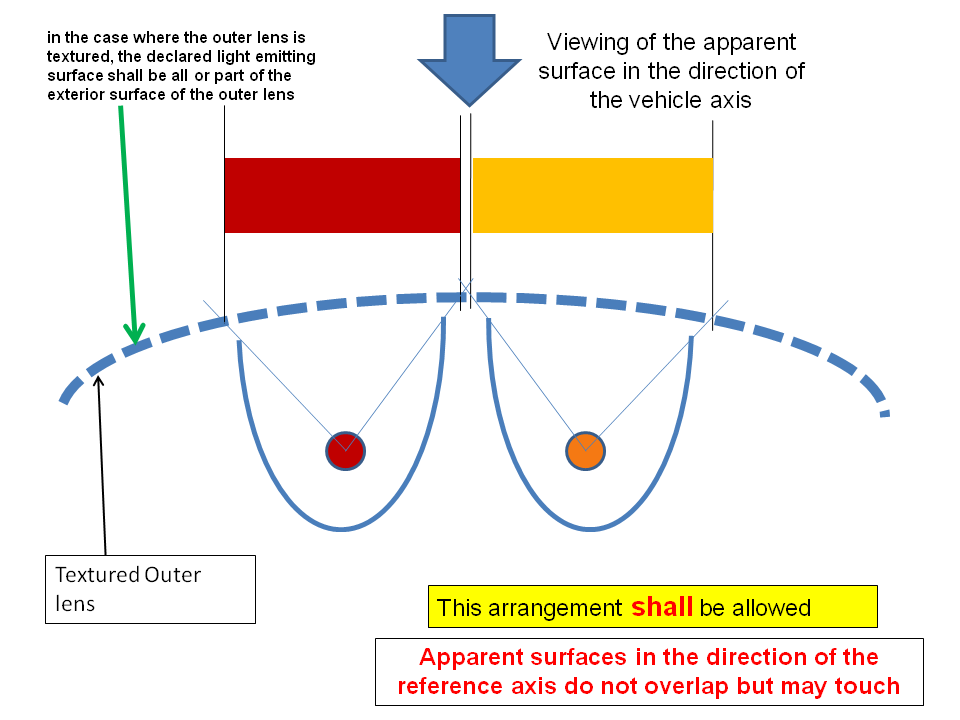 in the case where the outer lens is
textured, the declared light emitting
surface shall be all or part of the
exterior surface of the outer lens
Viewing of the apparent
surface in the direction of
the vehicle axis
Textured Outer
lens
This arrangement shall be allowed
Apparent surfaces in the direction of the
reference axis do not overlap but may touch